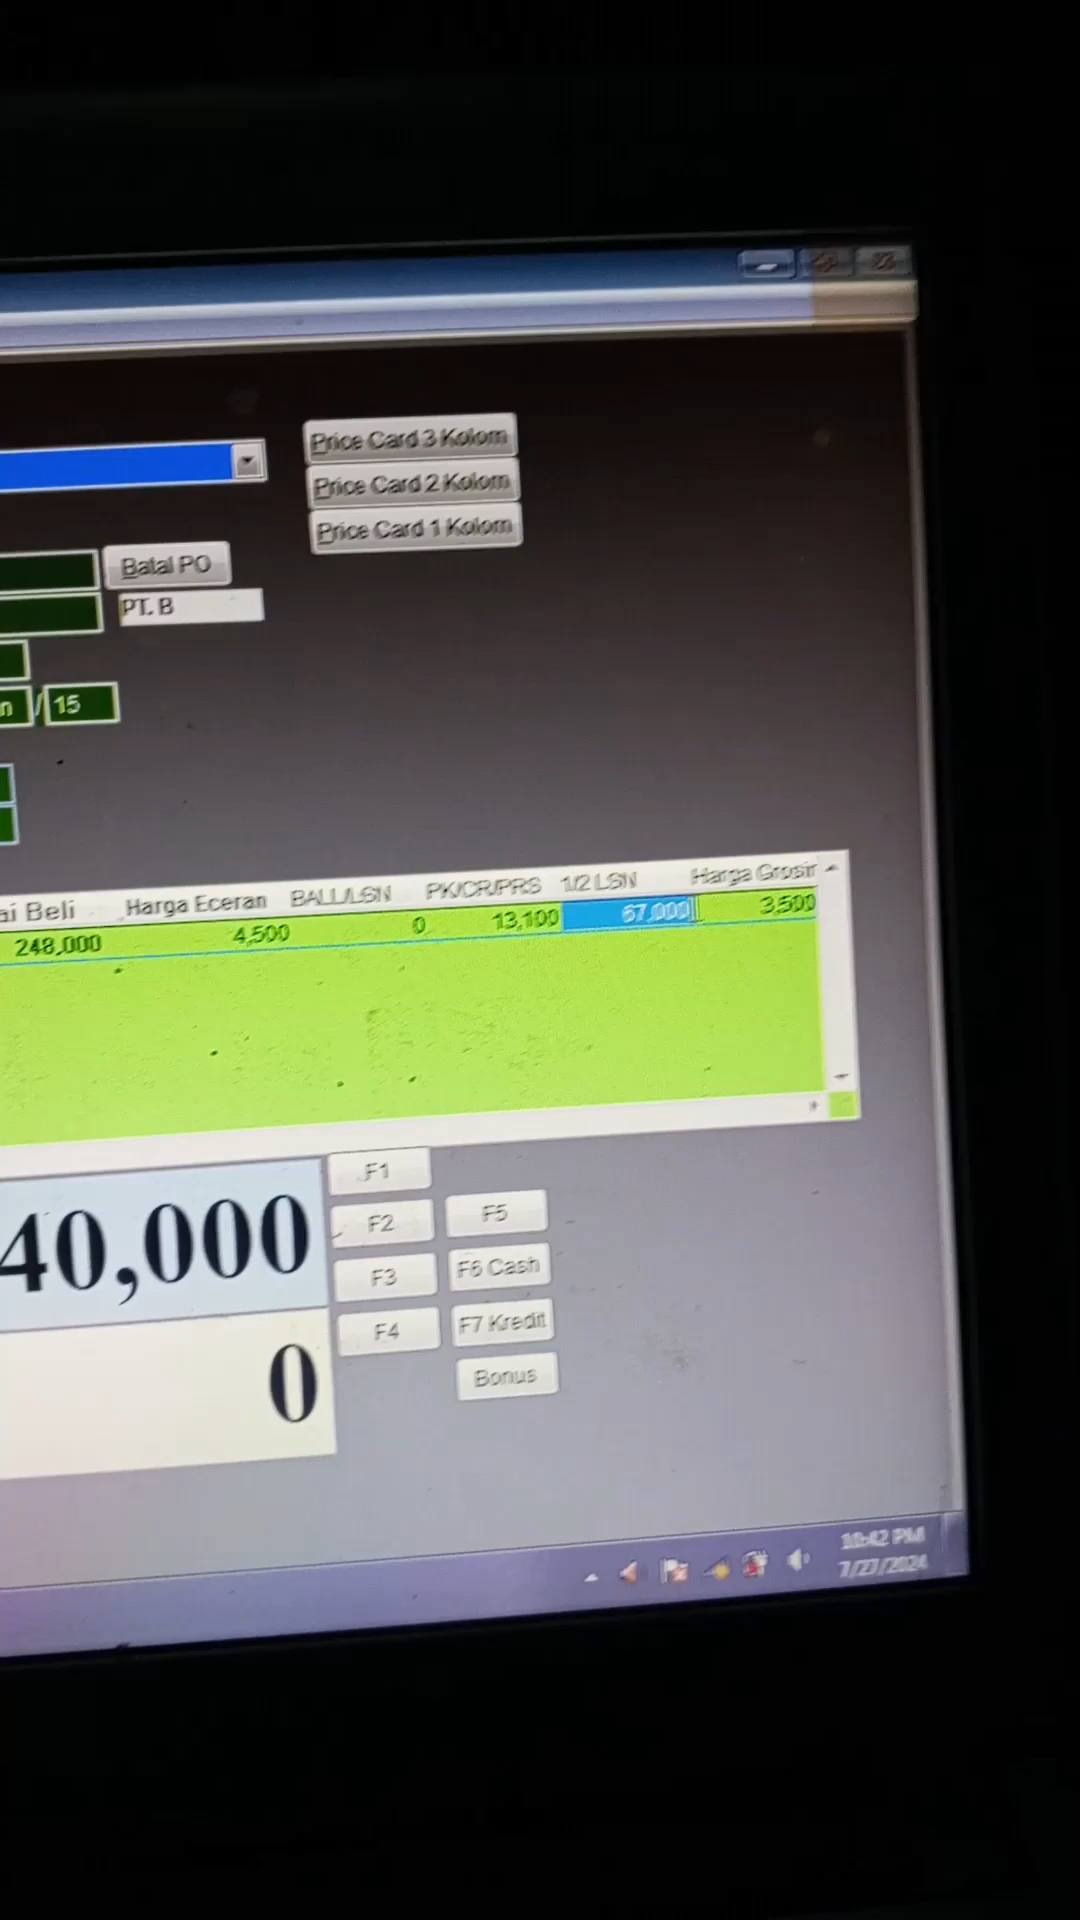 Price Card 3 Kolom
Price Card 2 Kolom
Price Card 1 Kolom
Batal PO
PT. B
n / 15
ai Beli Harga Eceran BALL/LSN PK/CR/PRS 1/2 LSN Harga Grosir
248,000 4,500 0 13,100 67,000 3,500
40,000
0
F1
F2 F5
F3 F6 Cash
F4 F7 Kredit
Bonus
10:42 PM
7/27/2024